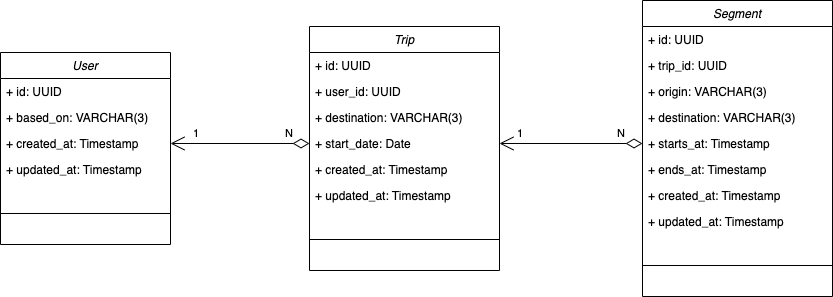 User
+ id: UUID
+ based_on: VARCHAR(3)
+ created_at: Timestamp
+ updated_at: Timestamp
1
N
Trip
+ id: UUID
+ user_id: UUID
+ destination: VARCHAR(3)
+ start_date: Date
+ created_at: Timestamp
+ updated_at: Timestamp
1
N
Segment
+ id: UUID
+ trip_id: UUID
+ origin: VARCHAR(3)
+ destination: VARCHAR(3)
+ starts_at: Timestamp
+ ends_at: Timestamp
+ created_at: Timestamp
+ updated_at: Timestamp